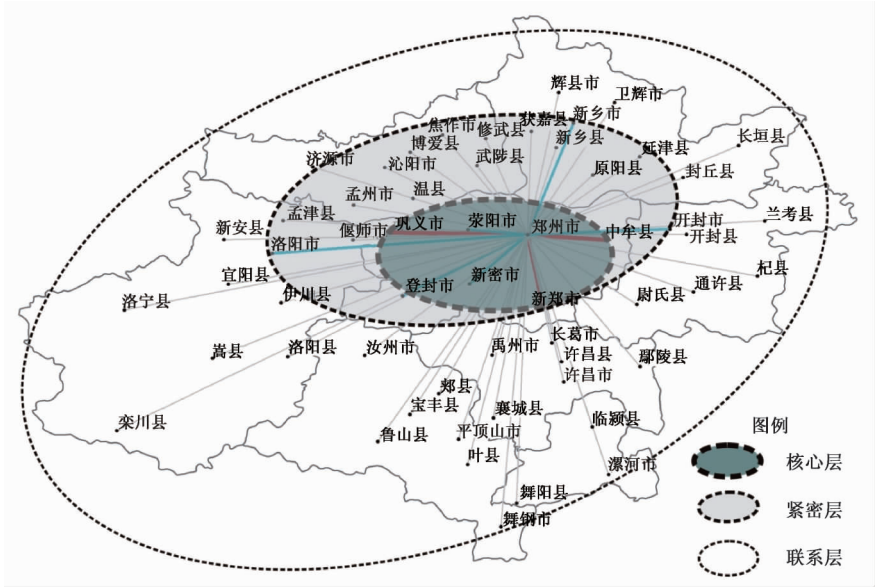 辉县市
卫辉市
焦作市
修武县
获嘉县
新乡市
博爱县
新乡县
延津县
长垣县
济源市
沁阳市
武陟县
原阳县
封丘县
孟州市
温县
新安县
孟津县
偃师市
巩义市
荥阳市
郑州市
中牟县
开封市
开封县
兰考县
洛阳市
宜阳县
伊川县
登封市
新密市
新郑市
尉氏县
通许县
杞县
洛宁县
嵩县
洛阳县
汝州市
禹州市
长葛市
许昌县
许昌市
鄢陵县
郏县
宝丰县
襄城县
临颍县
栾川县
鲁山县
平顶山市
叶县
漯河市
舞阳县
舞钢市
图例
核心层
紧密层
联系层